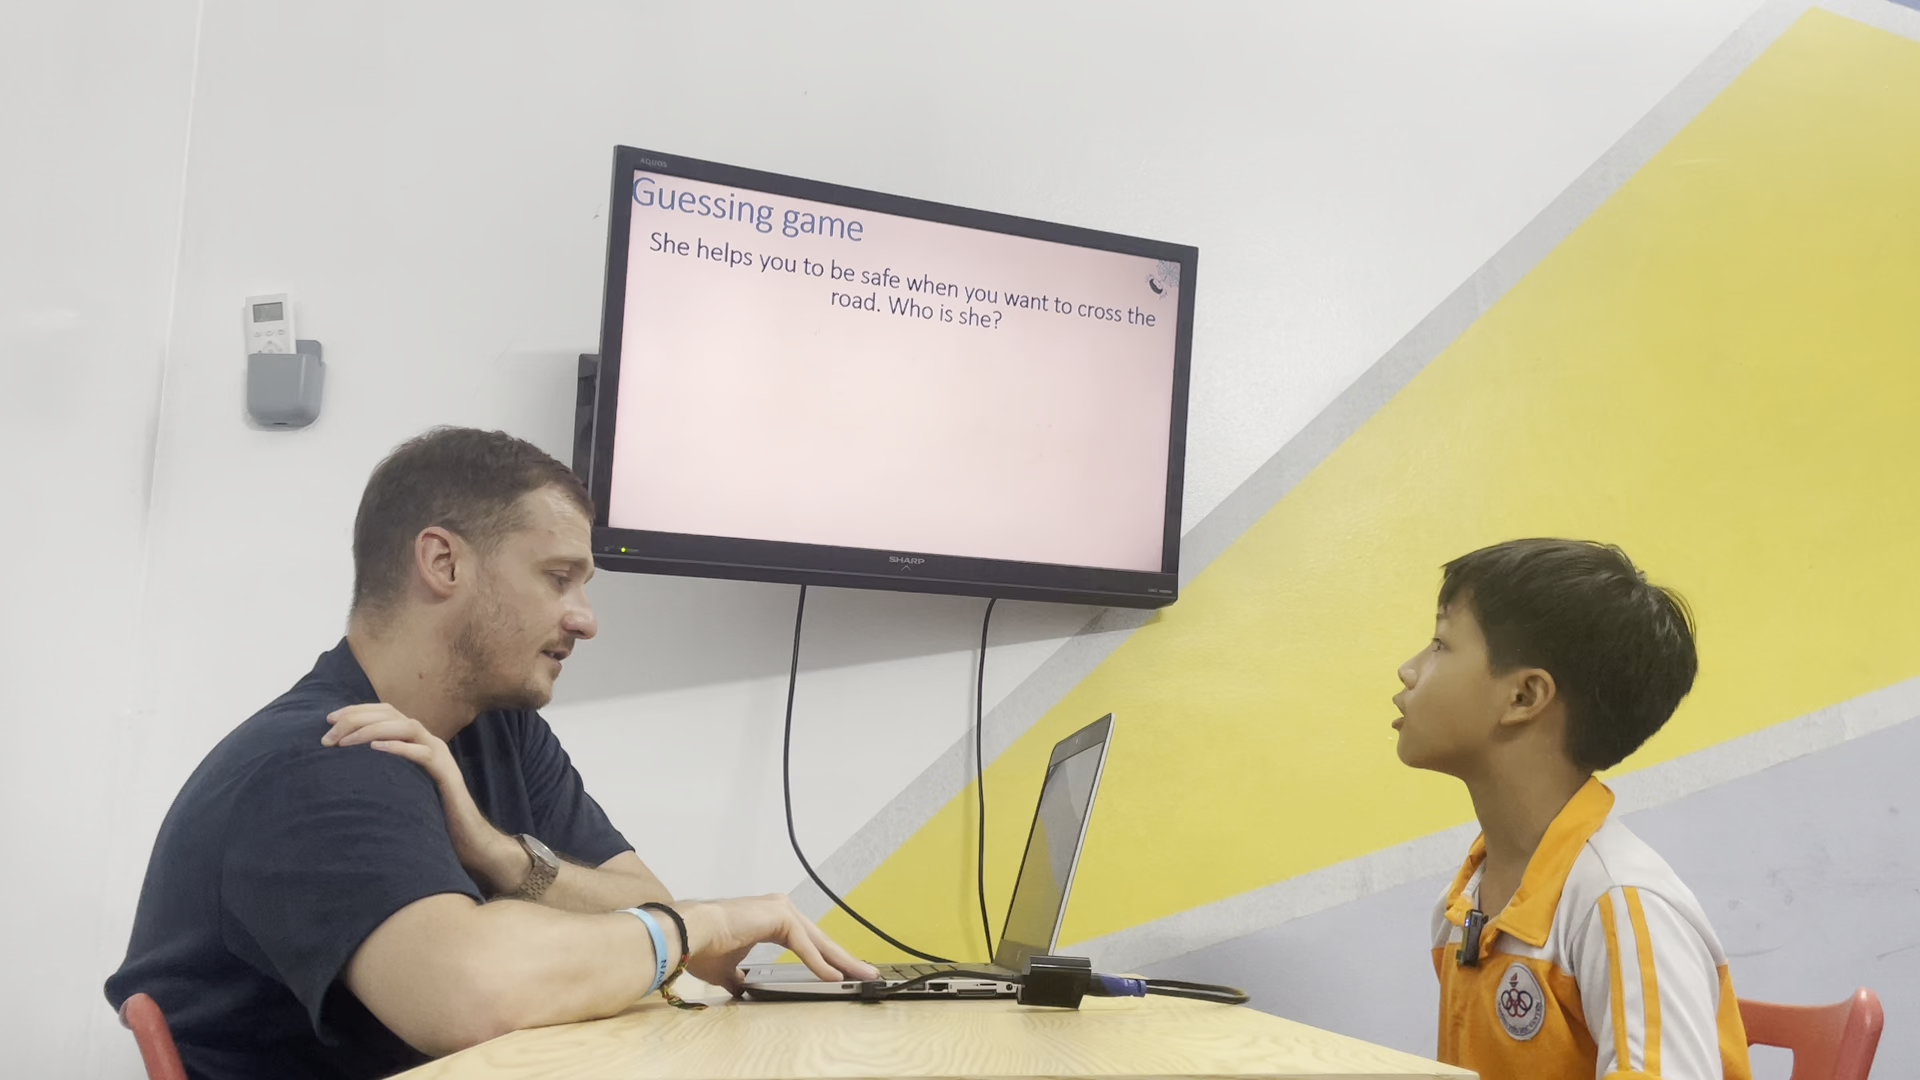 AQUOS
Guessing game
She helps you to be safe when you want to cross the
road. Who is she?
SHARP